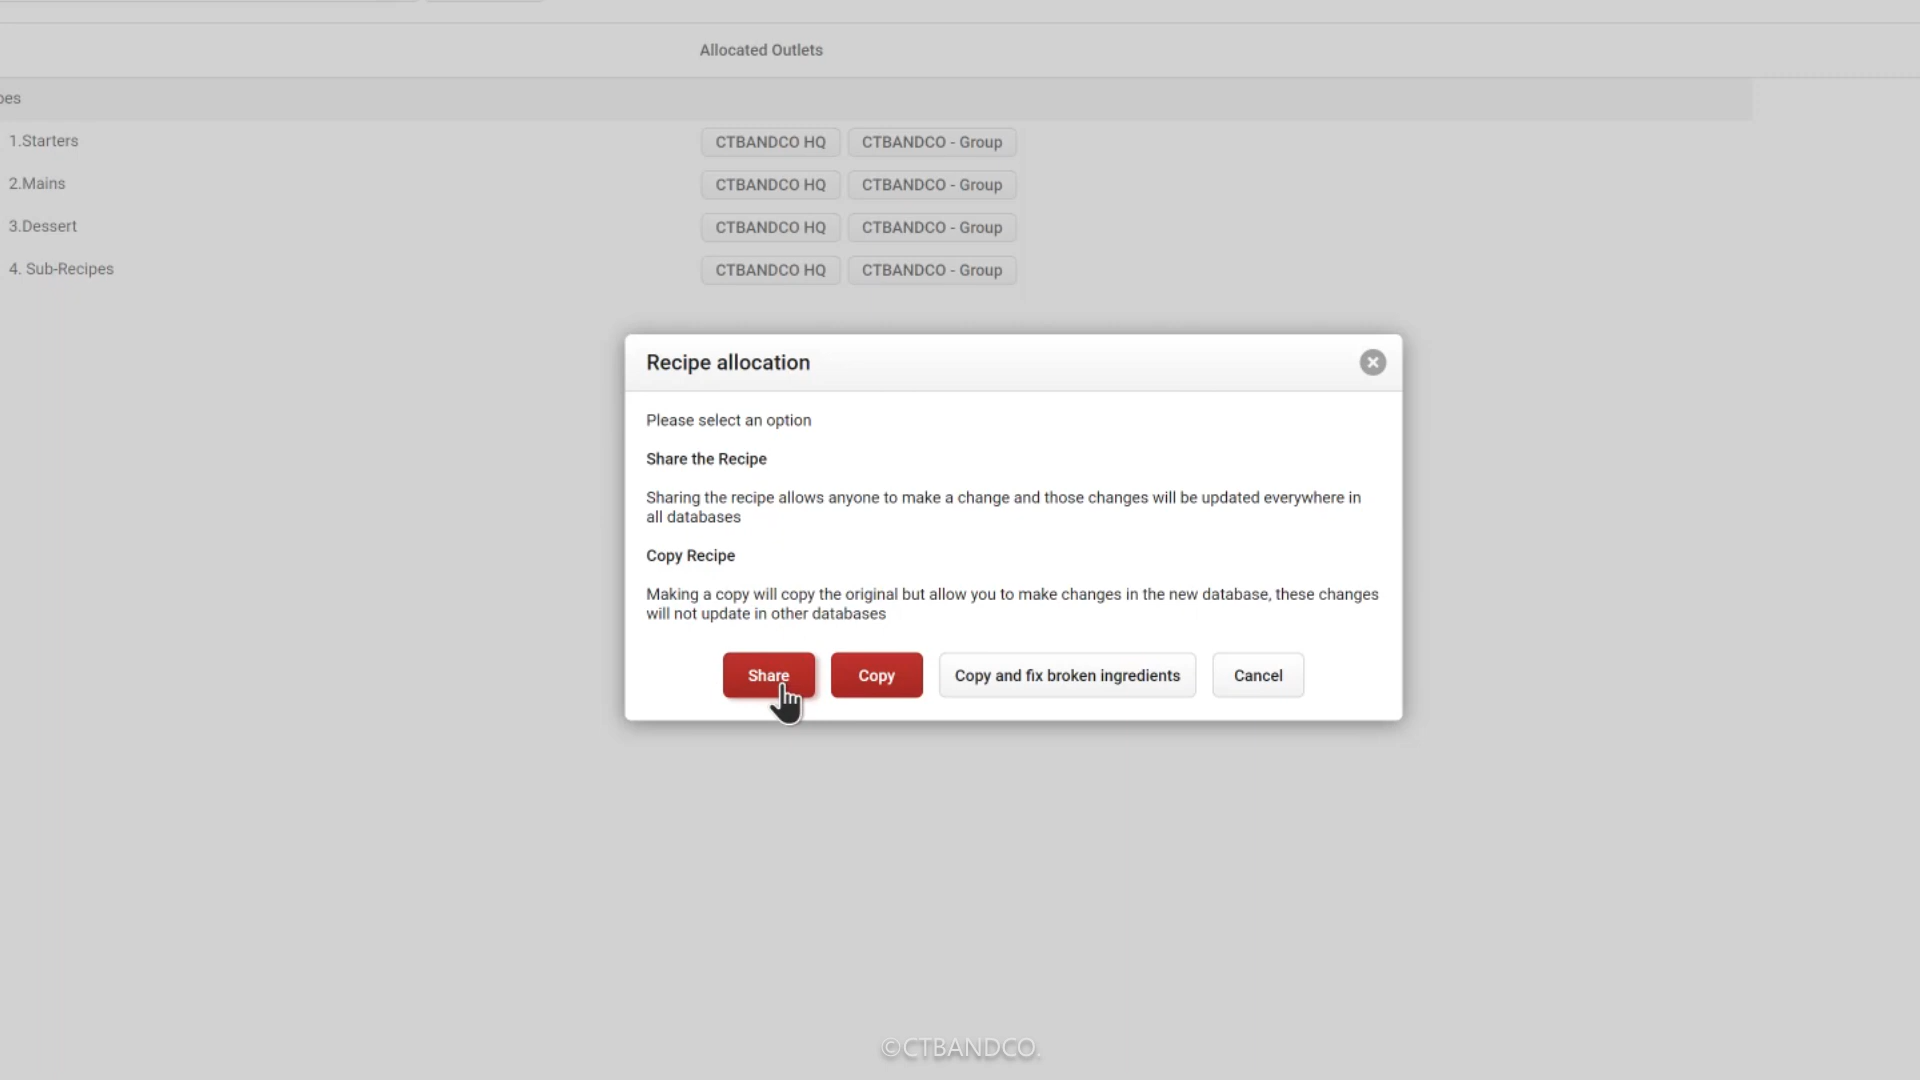 Allocated Outlets
pes
1.Starters CTBANDCO HQ CTBANDCO - Group
2.Mains CTBANDCO HQ CTBANDCO - Group
3.Dessert CTBANDCO HQ CTBANDCO - Group
4. Sub-Recipes CTBANDCO HQ CTBANDCO - Group
Recipe allocation
Please select an option
Share the Recipe
Sharing the recipe allows anyone to make a change and those changes will be updated everywhere in
all databases
Copy Recipe
Making a copy will copy the original but allow you to make changes in the new database, these changes
will not update in other databases
Share Copy Copy and fix broken ingredients Cancel
©CTBANDCO.